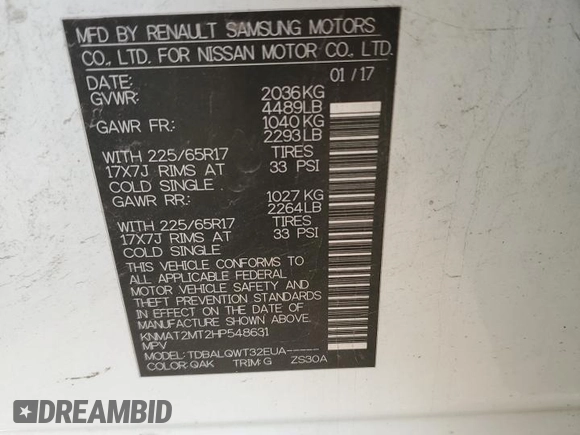 MFD BY RENAULT SAMSUNG MOTORS
CO., LTD. FOR NISSAN MOTOR CO., LTD.
DATE: 01/17
GVWR: 2036KG
4489LB
GAWR FR: 1040 KG
2293LB
WITH 225/65R17 TIRES
17X7J RIMS AT 33 PSI
COLD SINGLE
GAWR RR: 1027 KG
2264LB
WITH 225/65R17 TIRES
17X7J RIMS AT 33 PSI
COLD SINGLE
THIS VEHICLE CONFORMS TO
ALL APPLICABLE FEDERAL
MOTOR VEHICLE SAFETY AND
THEFT PREVENTION STANDARDS
IN EFFECT ON THE DATE OF
MANUFACTURE SHOWN ABOVE.
KNMAT2MT2HP548631
MPV
MODEL: TDBALQWT32EUA-----
COLOR: QAK TRIM: G ZS30A
DREAMBID